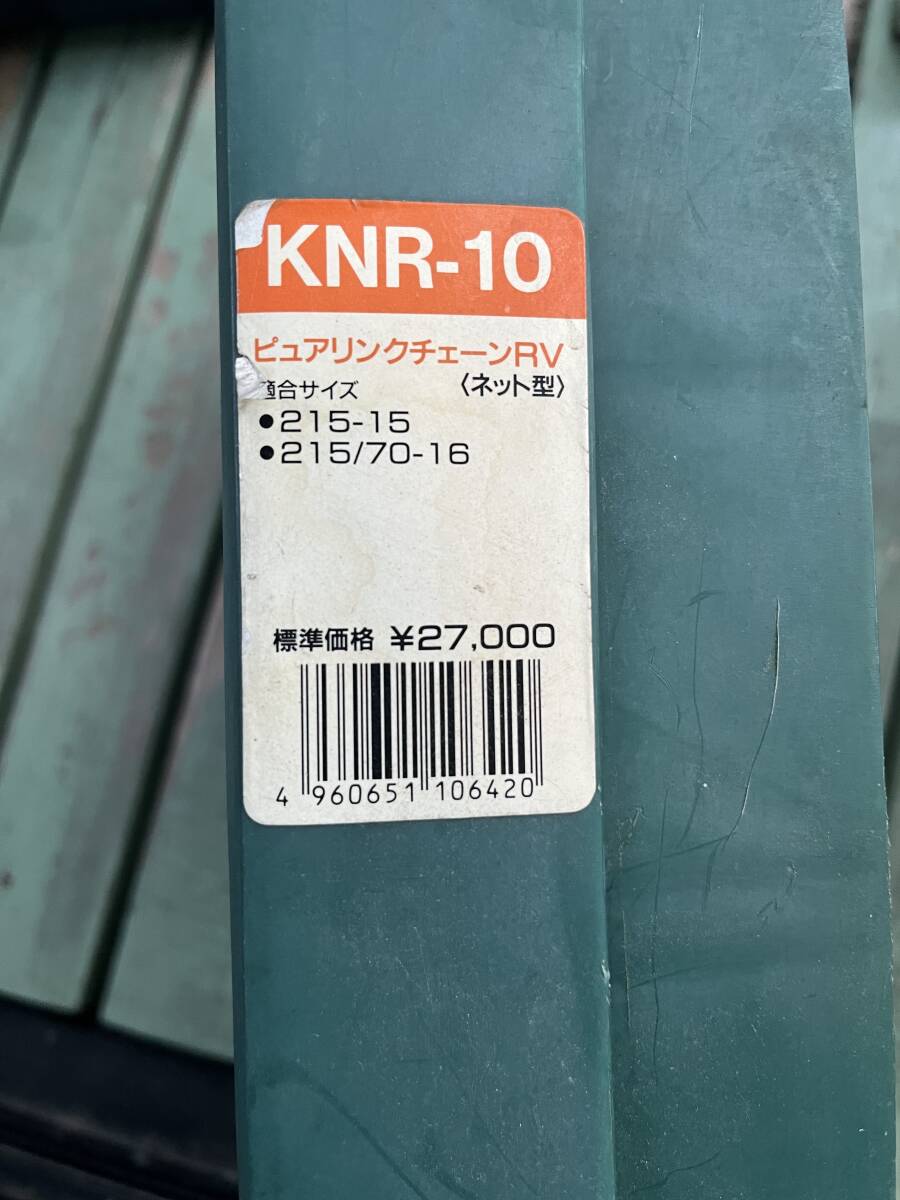 KNR-10
ピュアリンクチェーンRV
適合サイズ 〈ネット型〉
●215-15
●215/70-16
標準価格 ¥27,000
4 960651 106420